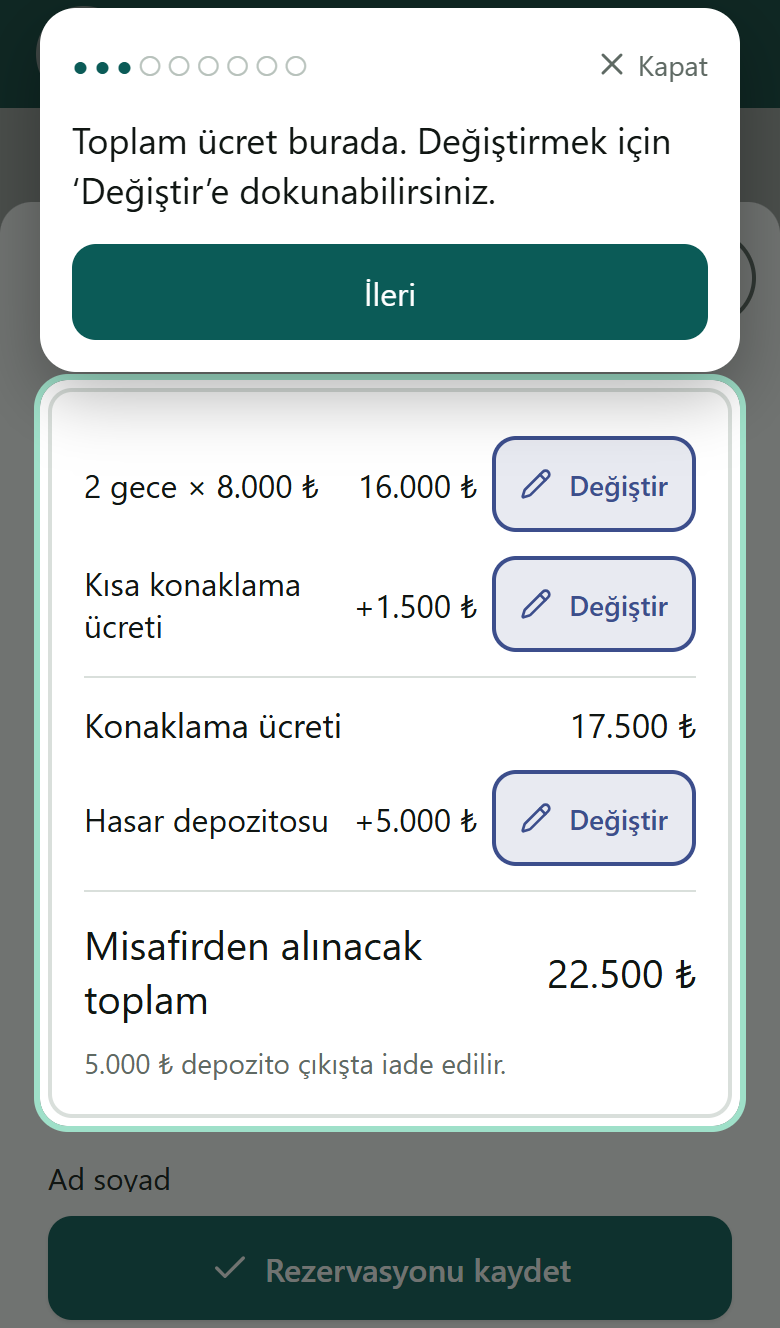 Kapat
Toplam ücret burada. Değiştirmek için
‘Değiştir’e dokunabilirsiniz.
İleri
2 gece × 8.000 ₺ 16.000 ₺ Değiştir
Kısa konaklama
ücreti
+1.500 ₺ Değiştir
Konaklama ücreti 17.500 ₺
Hasar depozitosu +5.000 ₺ Değiştir
Misafirden alınacak
toplam
22.500 ₺
5.000 ₺ depozito çıkışta iade edilir.
Ad soyad
Rezervasyonu kaydet